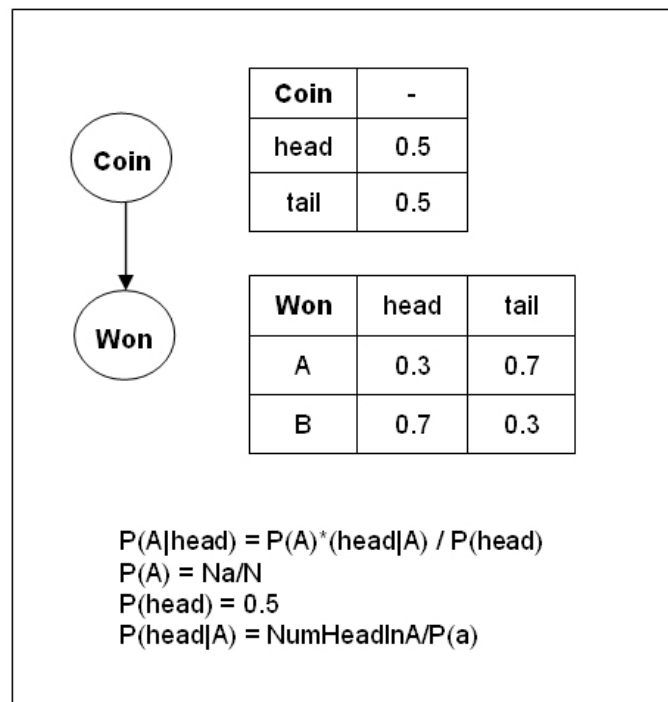 Coin
Won
Coin -
head 0.5
tail 0.5
Won head tail
A 0.3 0.7
B 0.7 0.3
P(A|head) = P(A)*(head|A) / P(head)
P(A) = Na/N
P(head) = 0.5
P(head|A) = NumHeadInA/P(a)